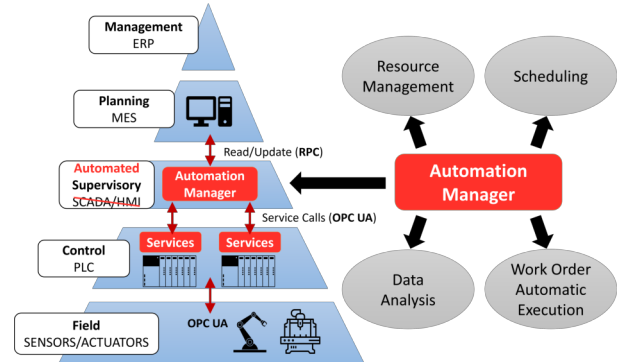 Management
ERP
Planning
MES
Read/Update (RPC)
Automated
Supervisory
SCADA/HMI
Automation
Manager
Service Calls (OPC UA)
Control
PLC
Services
Services
Field
SENSORS/ACTUATORS
OPC UA
Resource
Management
Scheduling
Automation
Manager
Data
Analysis
Work Order
Automatic
Execution